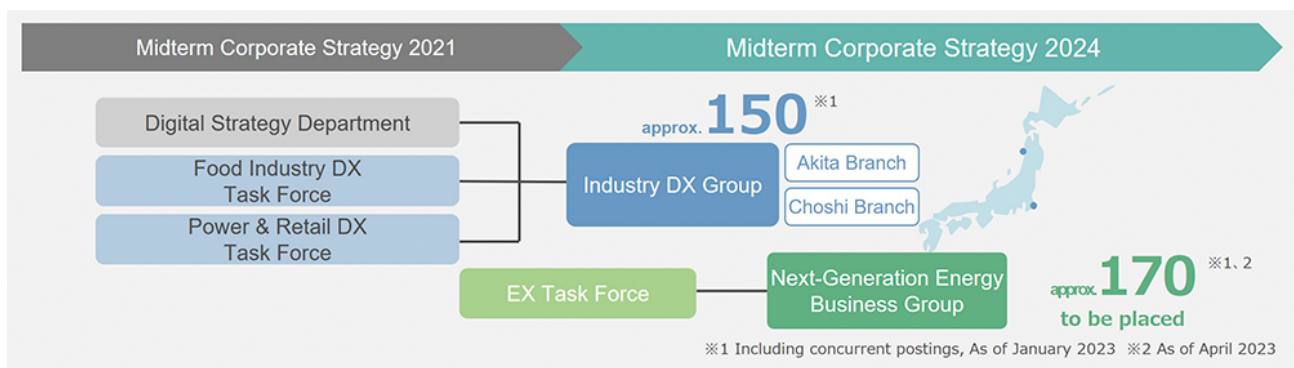 Midterm Corporate Strategy 2021
Midterm Corporate Strategy 2024
Digital Strategy Department
Food Industry DX
Task Force
Power & Retail DX
Task Force
approx. 150 ※1
Industry DX Group
Akita Branch
Choshi Branch
EX Task Force
Next-Generation Energy
Business Group
approx. 170 ※1、2
to be placed
※1 Including concurrent postings, As of January 2023 ※2 As of April 2023